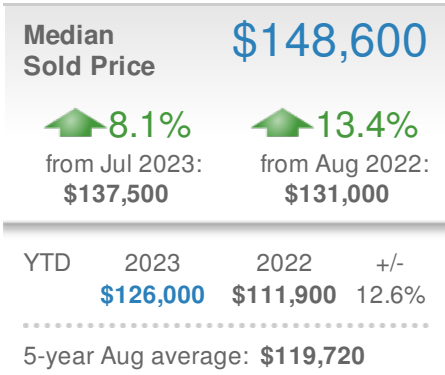 Median $148,600
Sold Price
8.1% 13.4%
from Jul 2023: from Aug 2022:
$137,500 $131,000
YTD 2023 2022 +/-
$126,000 $111,900 12.6%
5-year Aug average: $119,720